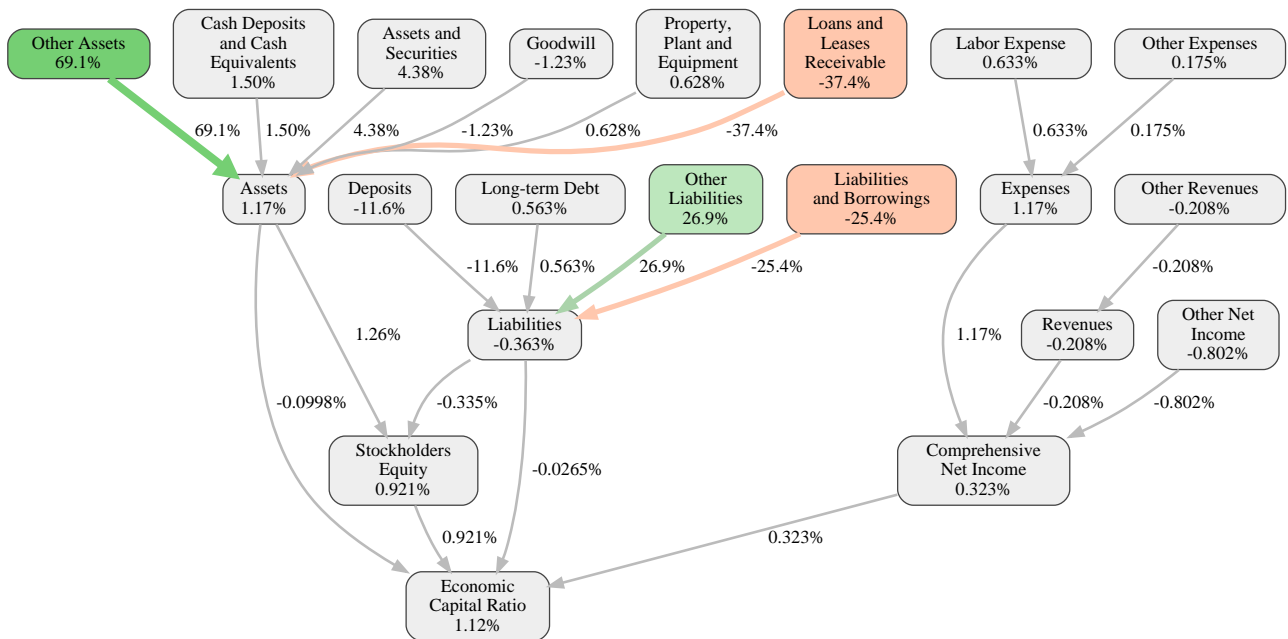 Other Assets
69.1%
Cash Deposits
and Cash
Equivalents
1.50%
Assets and
Securities
4.38%
Goodwill
-1.23%
Property,
Plant and
Equipment
0.628%
Loans and
Leases
Receivable
-37.4%
Labor Expense
0.633%
Other Expenses
0.175%
69.1%
1.50%
4.38%
-1.23%
0.628%
-37.4%
0.633%
0.175%
Assets
1.17%
Deposits
-11.6%
Long-term Debt
0.563%
Other
Liabilities
26.9%
Liabilities
and Borrowings
-25.4%
Expenses
1.17%
Other Revenues
-0.208%
-11.6%
0.563%
26.9%
-25.4%
-0.208%
1.26%
Liabilities
-0.363%
1.17%
Revenues
-0.208%
Other Net
Income
-0.802%
-0.0998%
-0.335%
-0.208%
-0.802%
Stockholders
Equity
0.921%
-0.0265%
Comprehensive
Net Income
0.323%
0.921%
0.323%
Economic
Capital Ratio
1.12%